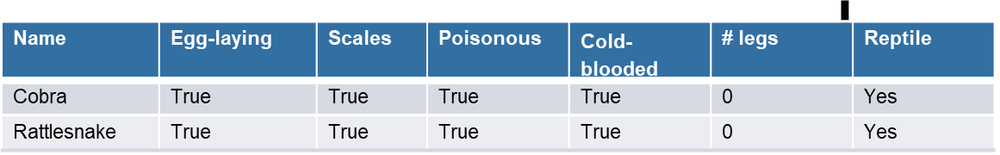 Name Egg-laying Scales Poisonous Cold-blooded # legs Reptile
Cobra True True True True 0 Yes
Rattlesnake True True True True 0 Yes